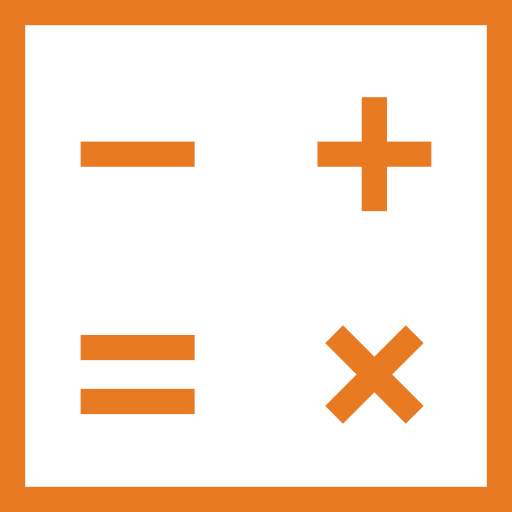 − +
= ×